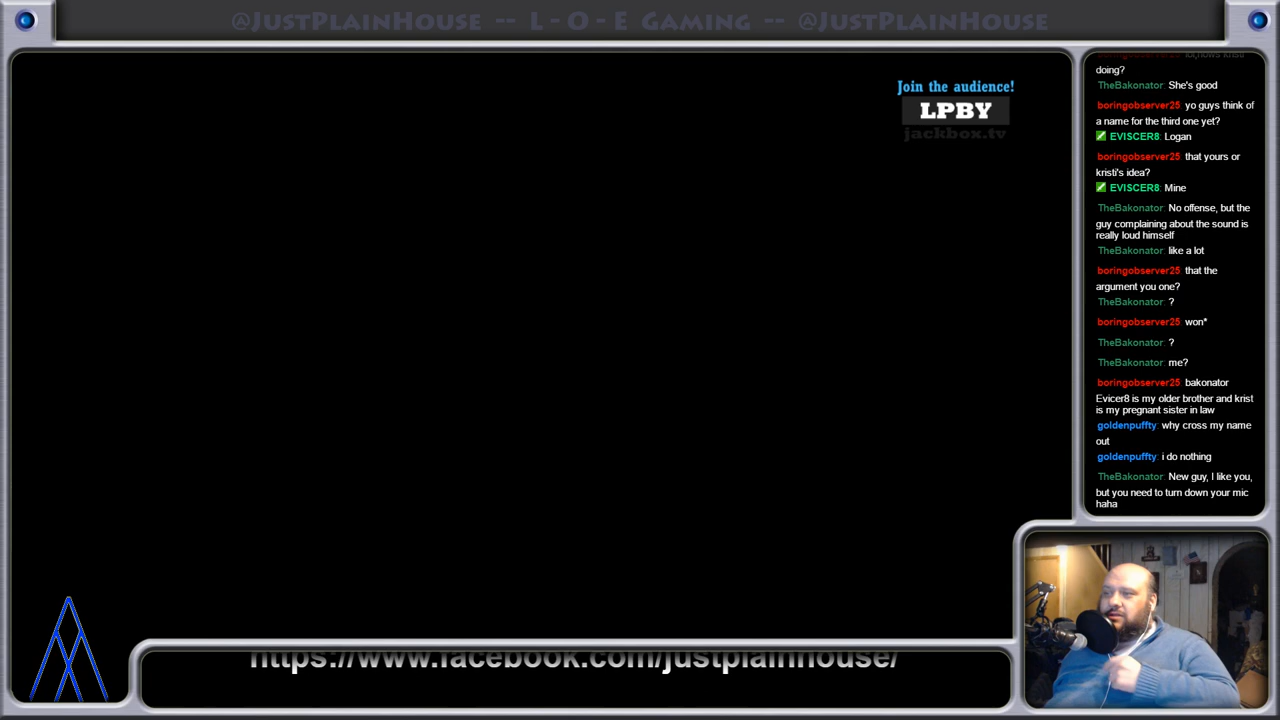 @JustPlainHouse -- L-O-E Gaming -- @JustPlainHouse
Join the audience!
LPBY
jackbox.tv
boringobserver25: lol,hows kristi
doing?
TheBakonator: She's good
boringobserver25: yo guys think of
a name for the third one yet?
EVISCER8: Logan
boringobserver25: that yours or
kristi's idea?
EVISCER8: Mine
TheBakonator: No offense, but the
guy complaining about the sound is
really loud himself
TheBakonator: like a lot
boringobserver25: that the
argument you one?
TheBakonator: ?
boringobserver25: won*
TheBakonator: ?
TheBakonator: me?
boringobserver25: bakonator
Evicer8 is my older brother and krist
is my pregnant sister in law
goldenpuffty: why cross my name
out
goldenpuffty: i do nothing
TheBakonator: New guy, I like you,
but you need to turn down your mic
haha
https://www.facebook.com/justplainhouse/